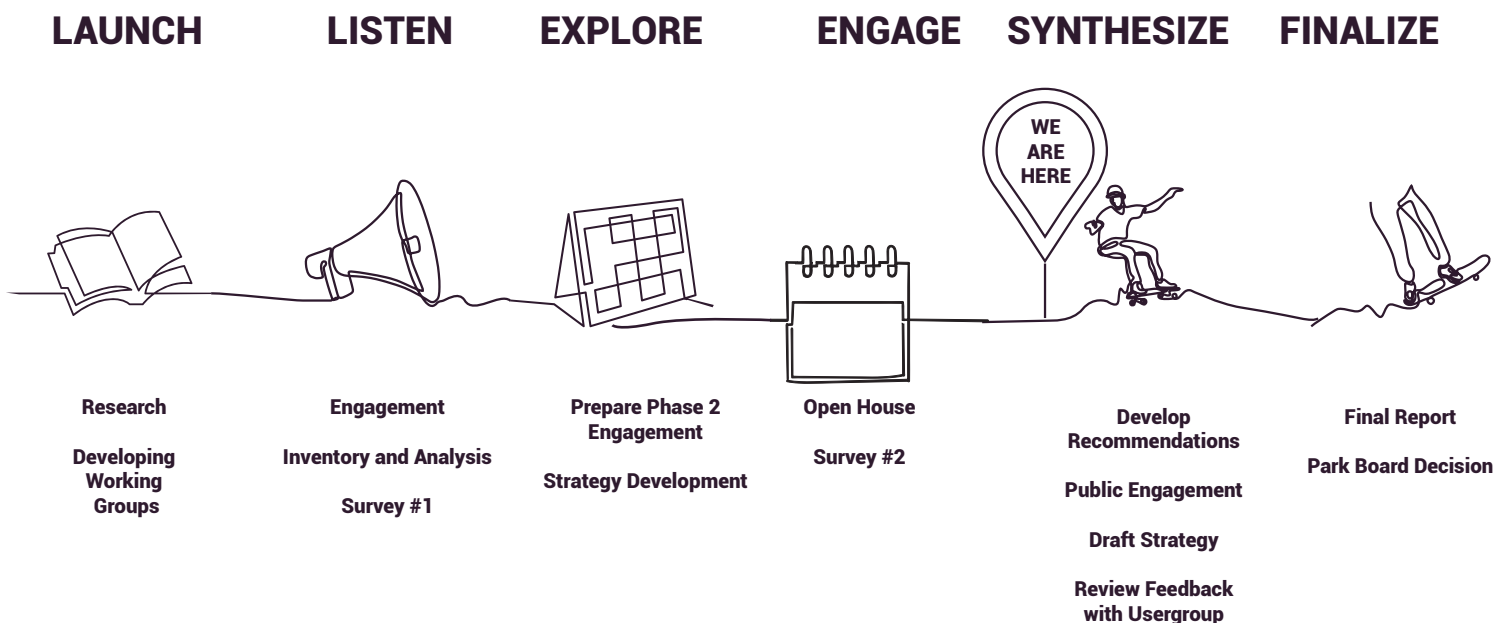 LAUNCH
LISTEN
EXPLORE
ENGAGE
SYNTHESIZE
FINALIZE
WE
ARE
HERE
Research
Developing
Working
Groups
Engagement
Inventory and Analysis
Survey #1
Prepare Phase 2
Engagement
Strategy Development
Open House
Survey #2
Develop
Recommendations
Public Engagement
Draft Strategy
Review Feedback
with Usergroup
Final Report
Park Board Decision